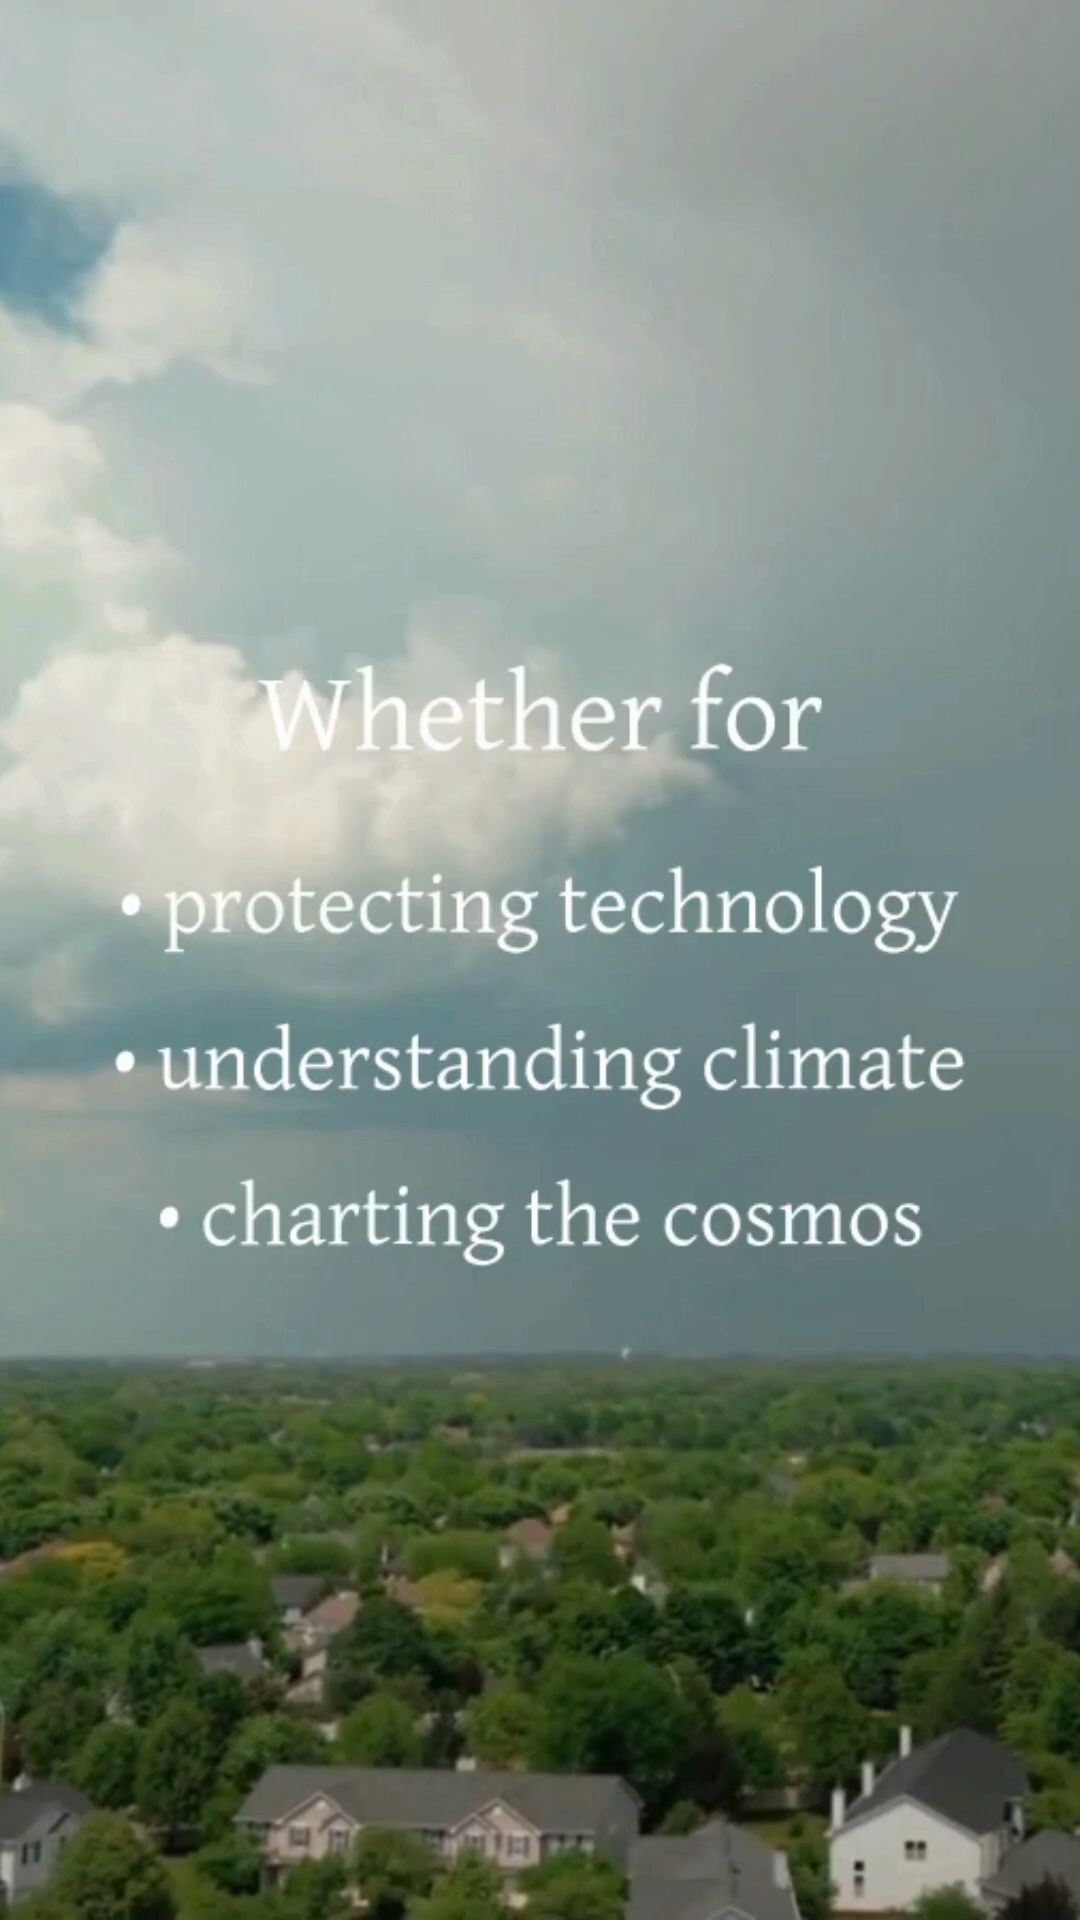 Whether for
• protecting technology
• understanding climate
• charting the cosmos